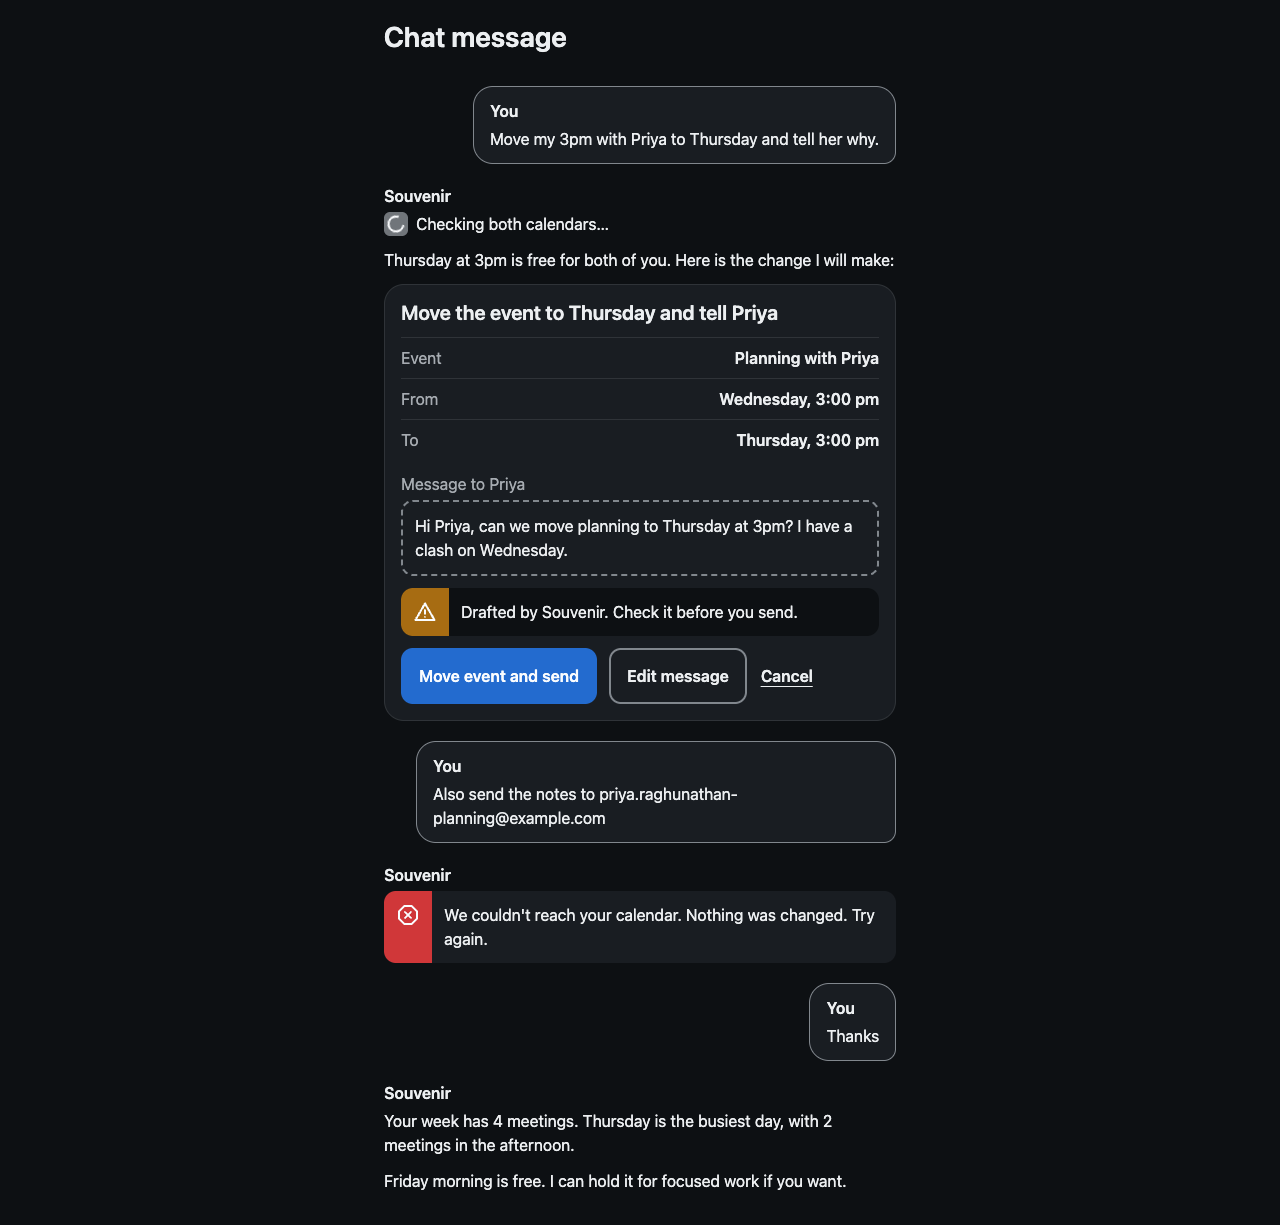 Chat message
You
Move my 3pm with Priya to Thursday and tell her why.
Souvenir
Checking both calendars...
Thursday at 3pm is free for both of you. Here is the change I will make:
Move the event to Thursday and tell Priya
Event Planning with Priya
From Wednesday, 3:00 pm
To Thursday, 3:00 pm
Message to Priya
Hi Priya, can we move planning to Thursday at 3pm? I have a
clash on Wednesday.
Drafted by Souvenir. Check it before you send.
Move event and send Edit message Cancel
You
Also send the notes to priya.raghunathan-
planning@example.com
Souvenir
We couldn't reach your calendar. Nothing was changed. Try
again.
You
Thanks
Souvenir
Your week has 4 meetings. Thursday is the busiest day, with 2
meetings in the afternoon.
Friday morning is free. I can hold it for focused work if you want.